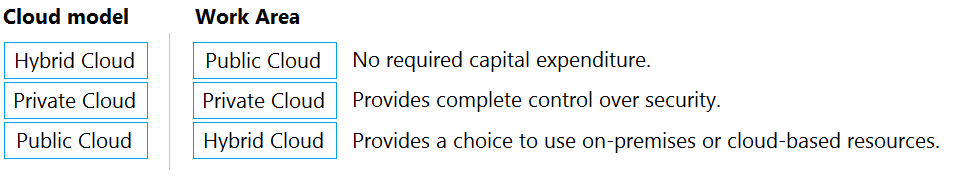 Cloud model Work Area
Hybrid Cloud Public Cloud No required capital expenditure.
Private Cloud Private Cloud Provides complete control over security.
Public Cloud Hybrid Cloud Provides a choice to use on-premises or cloud-based resources.